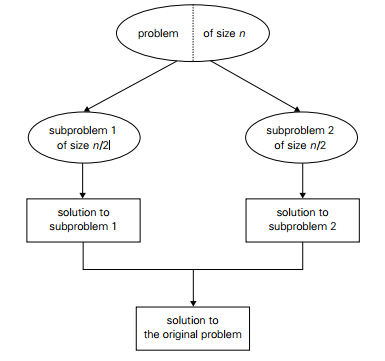 problem of size n
subproblem 1
of size n/2|
subproblem 2
of size n/2
solution to
subproblem 1
solution to
subproblem 2
solution to
the original problem